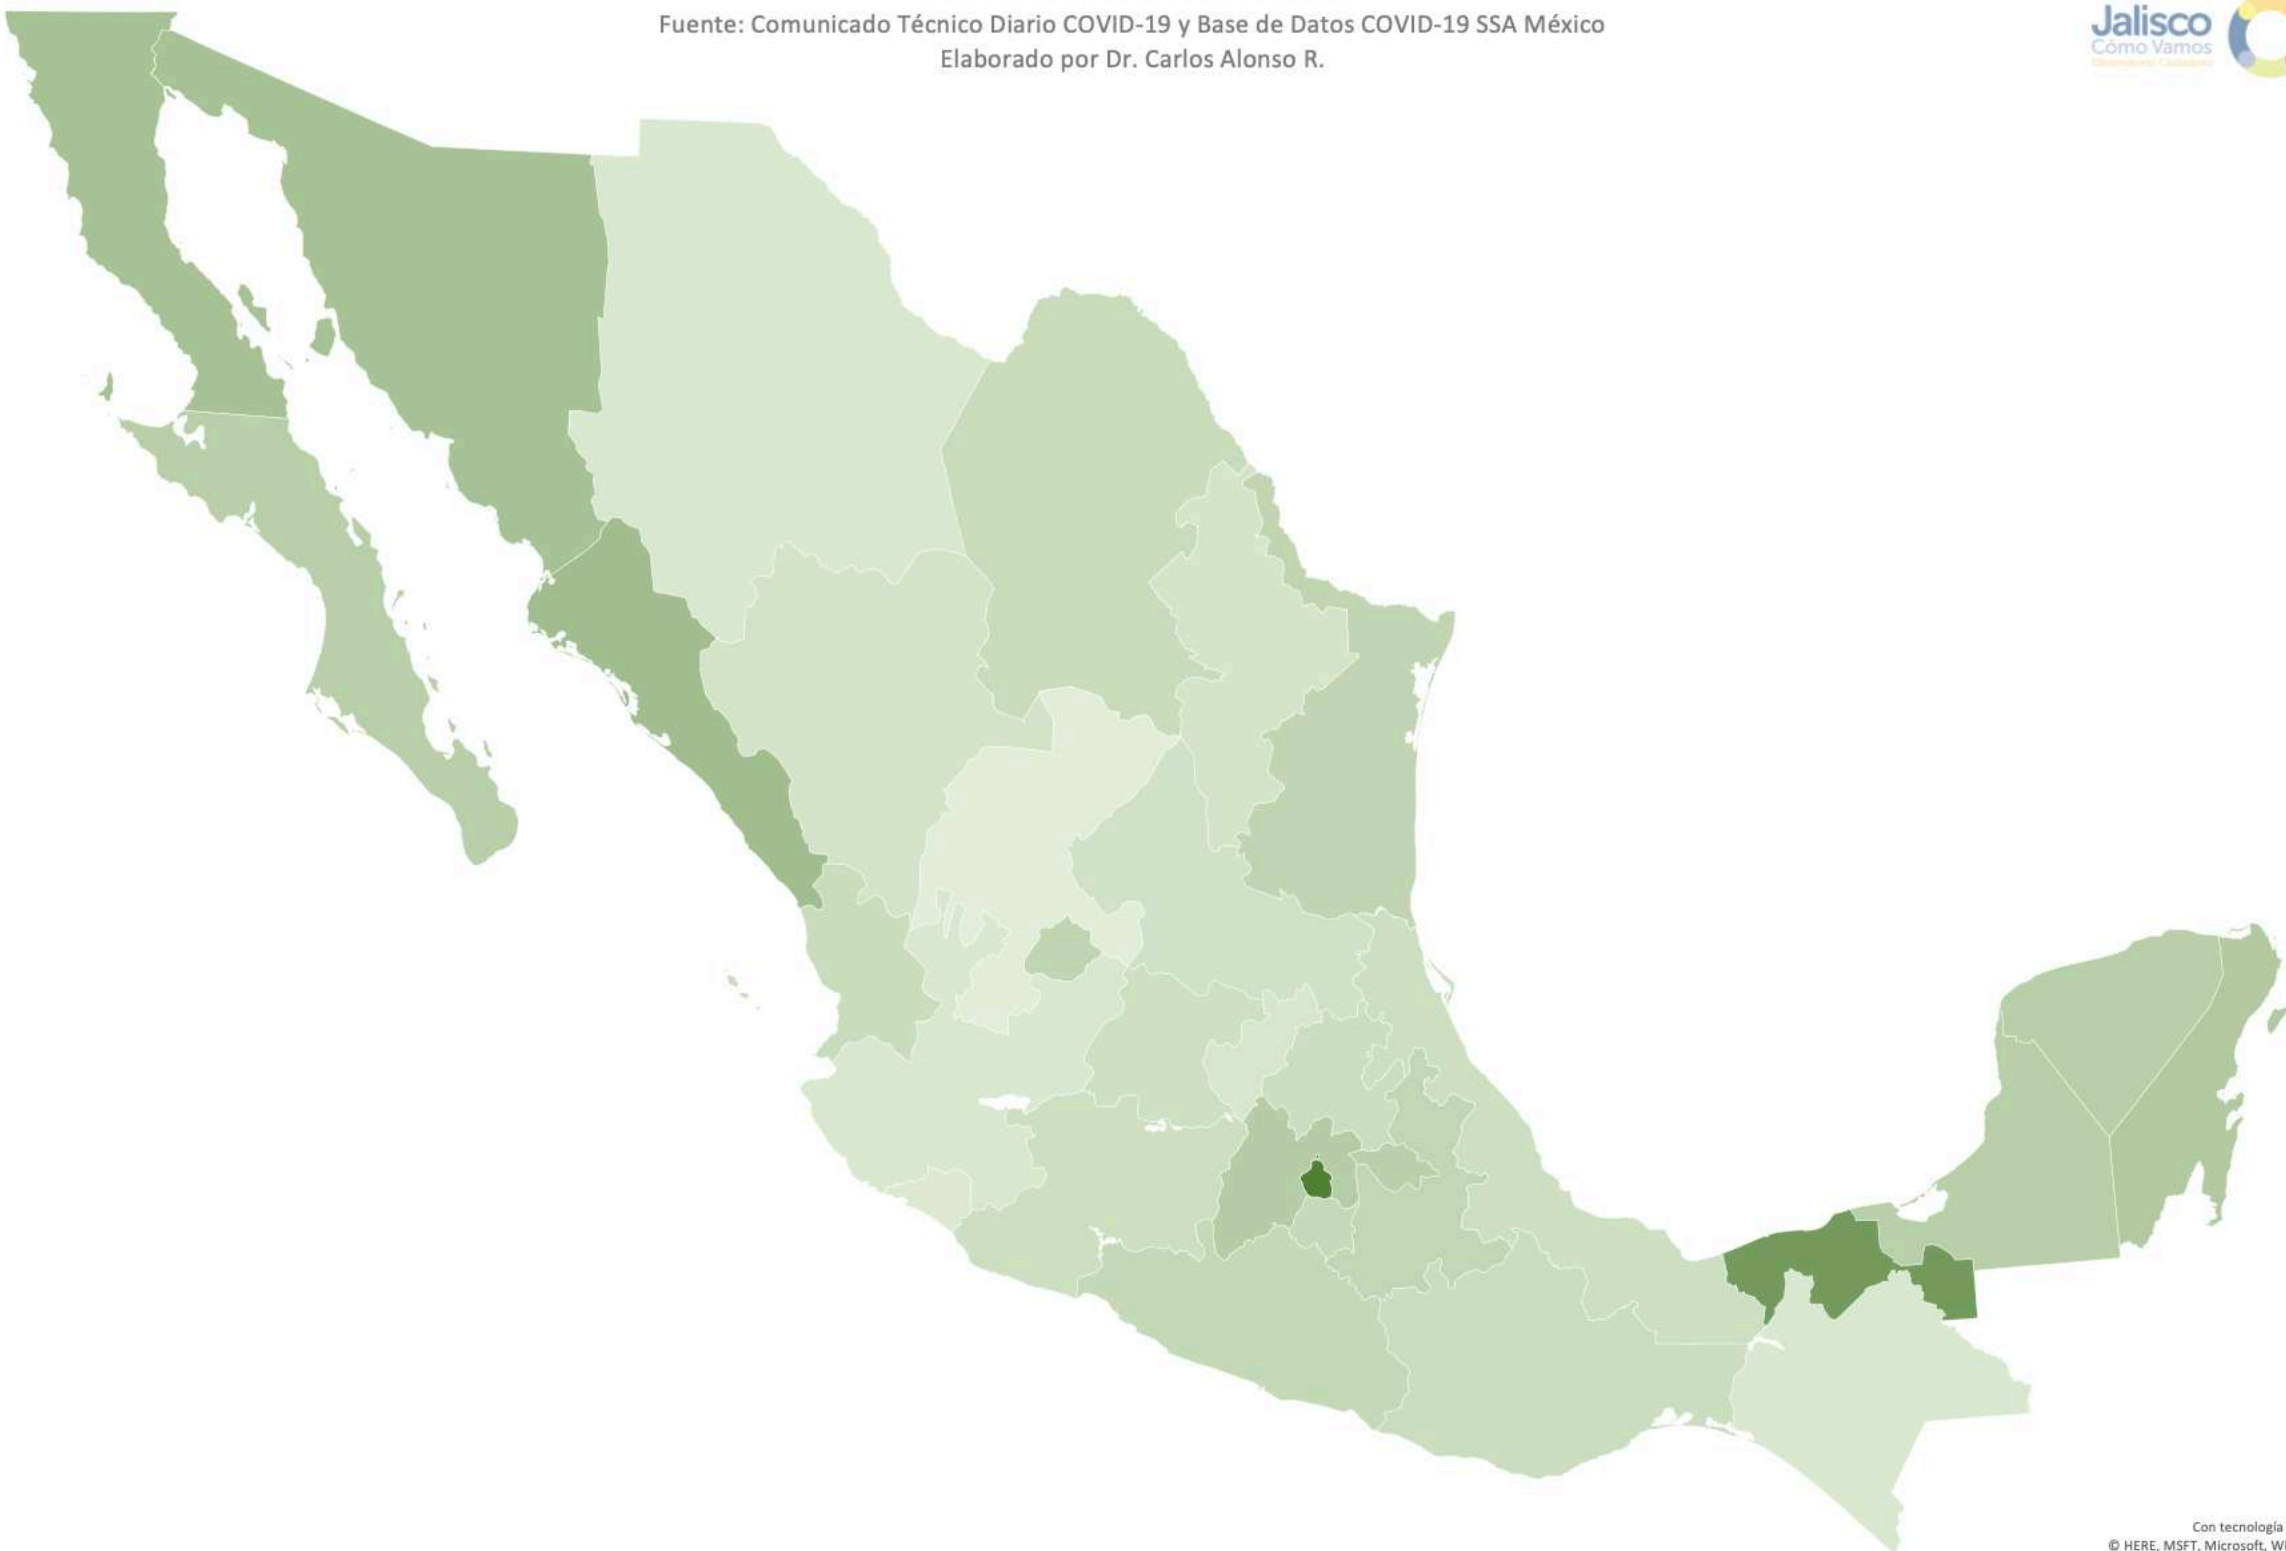 Fuente: Comunicado Técnico Diario COVID-19 y Base de Datos COVID-19 SSA México
Elaborado por Dr. Carlos Alonso R.
Jalisco
Cómo Vamos
Con tecnología
© HERE, MSFT, Microsoft, Wi